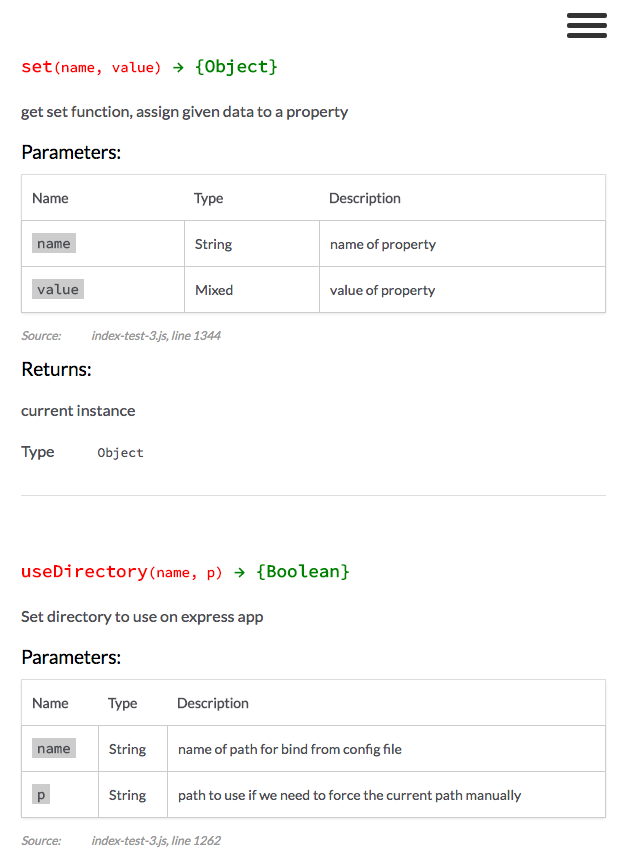 set(name, value) → {Object}
get set function, assign given data to a property
Parameters:
Name Type Description
name String name of property
value Mixed value of property
Source: index-test-3.js, line 1344
Returns:
current instance
Type Object
useDirectory(name, p) → {Boolean}
Set directory to use on express app
Parameters:
Name Type Description
name String name of path for bind from config file
p String path to use if we need to force the current path manually
Source: index-test-3.js, line 1262